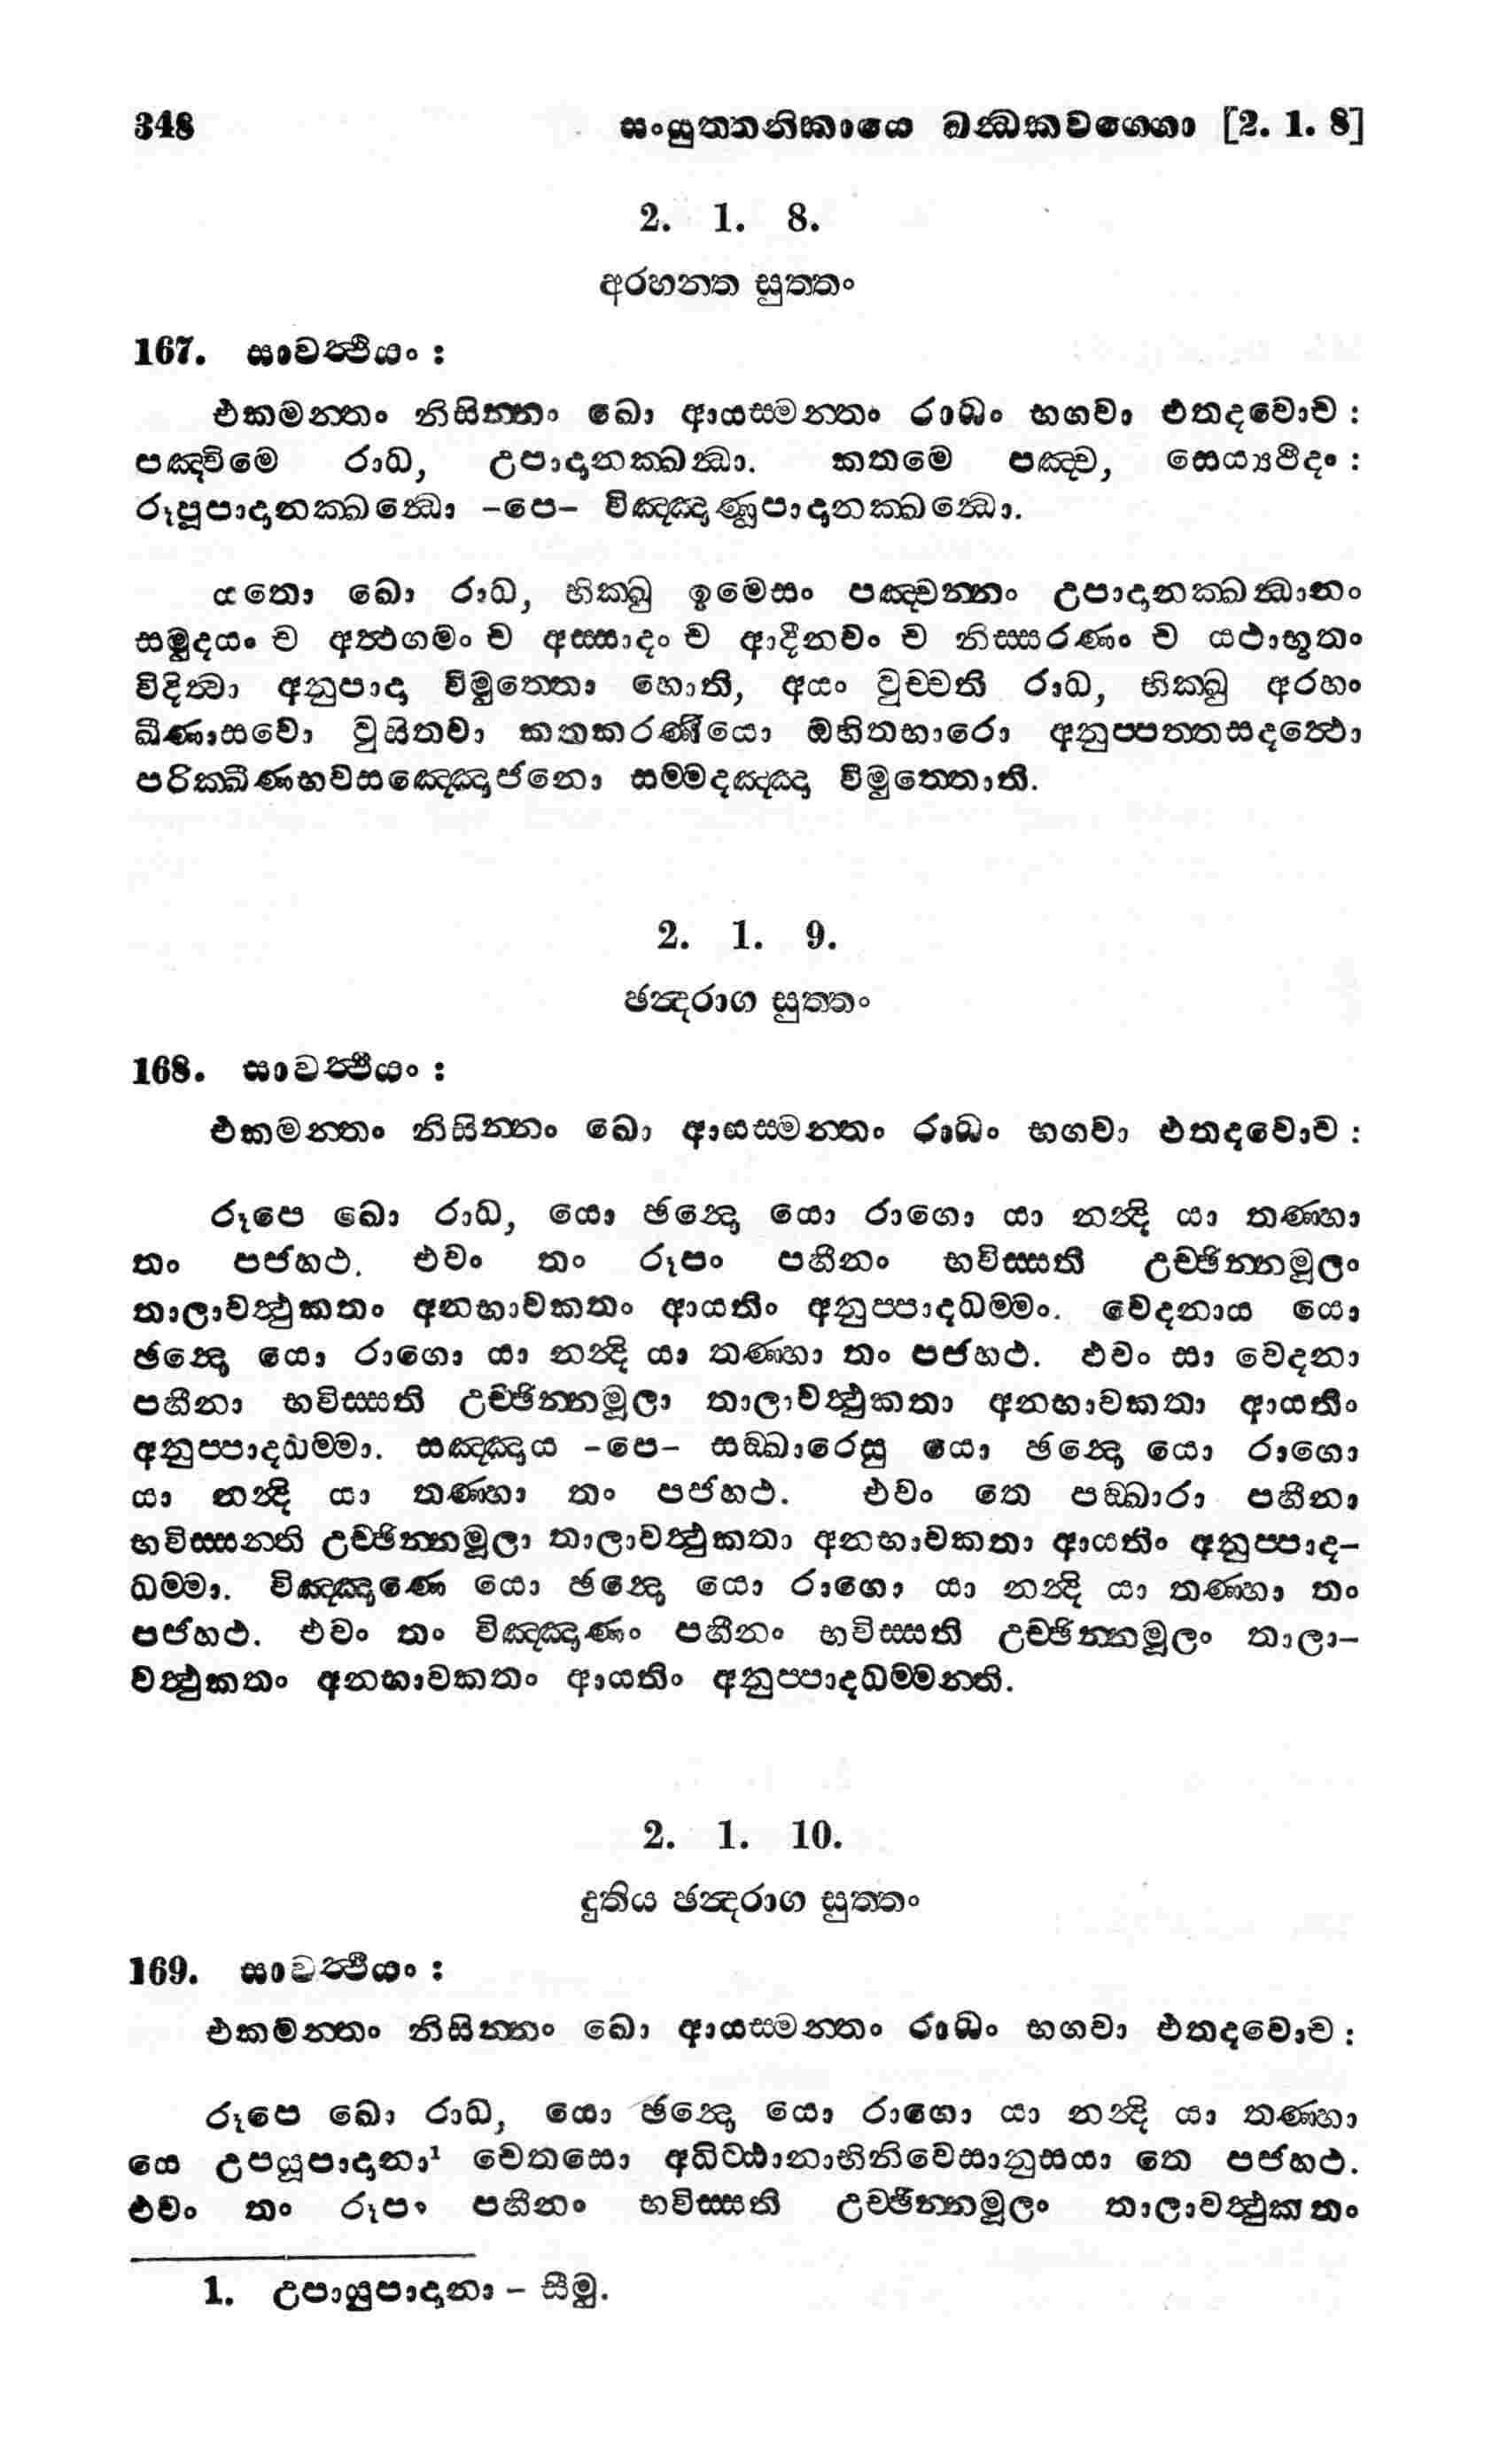 348 සංයුත්තනිකායෙ ඛන්ධකවග්ගො [2. 1. 8]
2. 1. 8.
අරහන්ත සුත්තං
167. සාවත්ථියං :
එකමන්තං නිසින්නං ඛො ආයස්මන්තං රාධං භගවා එතදවොච :
පඤ්චිමෙ රාධ, උපාදානක්ඛන්ධා. කතමෙ පඤ්ච, සෙය්‍යථිදං :
රූපූපාදානක්ඛන්ධො -පෙ- විඤ්ඤාණූපාදානක්ඛන්ධො.
යතො ඛො රාධ, භික්ඛු ඉමෙසං පඤ්චන්නං උපාදානක්ඛන්ධානං
සමුදයං ච අත්ථගමං ච අස්සාදං ච ආදීනවං ච නිස්සරණං ච යථාභූතං
විදිත්වා අනුපාදා විමුත්තො හොති, අයං වුච්චති රාධ, භික්ඛු අරහං
ඛීණාසවො වුසිතවා කතකරණීයො ඔහිතභාරො අනුප්පත්තසදත්ථො
පරික්ඛීණභවසඤ්ඤොජනො සම්මදඤ්ඤා විමුත්තොති.
2. 1. 9.
ඡන්දරාග සුත්තං
168. සාවත්ථියං :
එකමන්තං නිසින්නං ඛො ආයස්මන්තං රාධං භගවා එතදවොච :
රූපෙ ඛො රාධ, යො ඡන්දො යො රාගො යා නන්දි යා තණ්හා
තං පජහථ. එවං තං රූපං පහීනං භවිස්සති උච්ඡින්නමූලං
තාලාවත්ථුකතං අනභාවකතං ආයතිං අනුප්පාදධම්මං. වෙදනාය යො
ඡන්දො යො රාගො යා නන්දි යා තණ්හා තං පජහථ. එවං සා වෙදනා
පහීනා භවිස්සති උච්ඡින්නමූලා තාලාවත්ථුකතා අනභාවකතා ආයතිං
අනුප්පාදධම්මා. සඤ්ඤාය -පෙ- සඞ්ඛාරෙසු යො ඡන්දො යො රාගො
යා නන්දි යා තණ්හා තං පජහථ. එවං තෙ සඞ්ඛාරා පහීනා
භවිස්සන්ති උච්ඡින්නමූලා තාලාවත්ථුකතා අනභාවකතා ආයතිං අනුප්පාද-
ධම්මා. විඤ්ඤාණෙ යො ඡන්දො යො රාගො යා නන්දි යා තණ්හා තං
පජහථ. එවං තං විඤ්ඤාණං පහීනං භවිස්සති උච්ඡින්නමූලං තාලා-
වත්ථුකතං අනභාවකතං ආයතිං අනුප්පාදධම්මන්ති.
2. 1. 10.
දුතිය ඡන්දරාග සුත්තං
169. සාවත්ථියං :
එකමන්තං නිසින්නං ඛො ආයස්මන්තං රාධං භගවා එතදවොච :
රූපෙ ඛො රාධ, යො ඡන්දො යො රාගො යා නන්දි යා තණ්හා
යෙ උපයූපාදානා¹ චෙතසො අධිට්ඨානාභිනිවෙසානුසයා තෙ පජහථ.
එවං තං රූපං පහීනං භවිස්සති උච්ඡින්නමූලං තාලාවත්ථුකතං
1. උපායුපාදානා - සීමු.